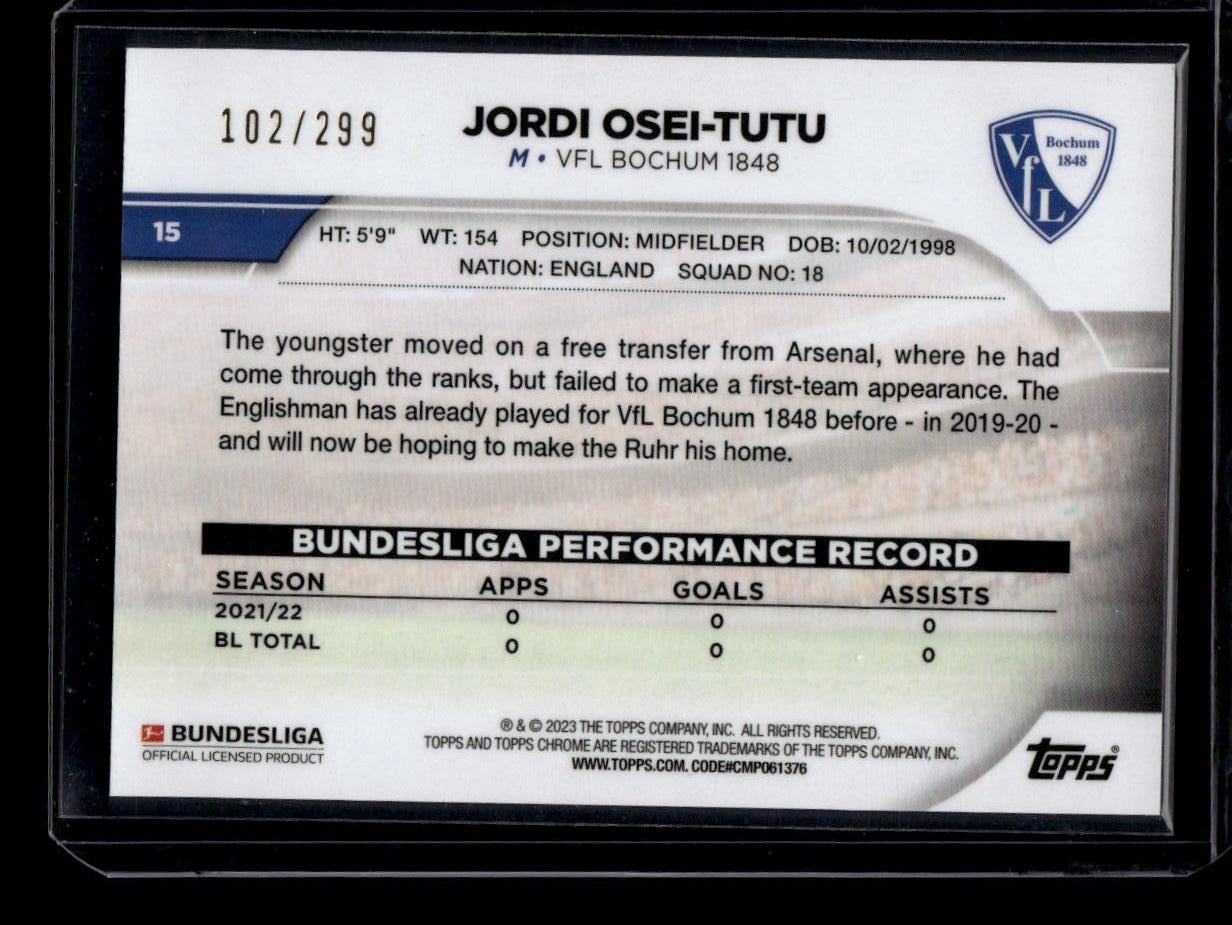 102/299
JORDI OSEI-TUTU
M • VFL BOCHUM 1848
VfL Bochum 1848
15
HT: 5'9" WT: 154 POSITION: MIDFIELDER DOB: 10/02/1998
NATION: ENGLAND SQUAD NO: 18
The youngster moved on a free transfer from Arsenal, where he had
come through the ranks, but failed to make a first-team appearance. The
Englishman has already played for VfL Bochum 1848 before - in 2019-20 -
and will now be hoping to make the Ruhr his home.
BUNDESLIGA PERFORMANCE RECORD
SEASON APPS GOALS ASSISTS
2021/22 0 0 0
BL TOTAL 0 0 0
BUNDESLIGA
OFFICIAL LICENSED PRODUCT
® & © 2023 THE TOPPS COMPANY, INC. ALL RIGHTS RESERVED.
TOPPS AND TOPPS CHROME ARE REGISTERED TRADEMARKS OF THE TOPPS COMPANY, INC.
WWW.TOPPS.COM. CODE#CMP061376
topps®